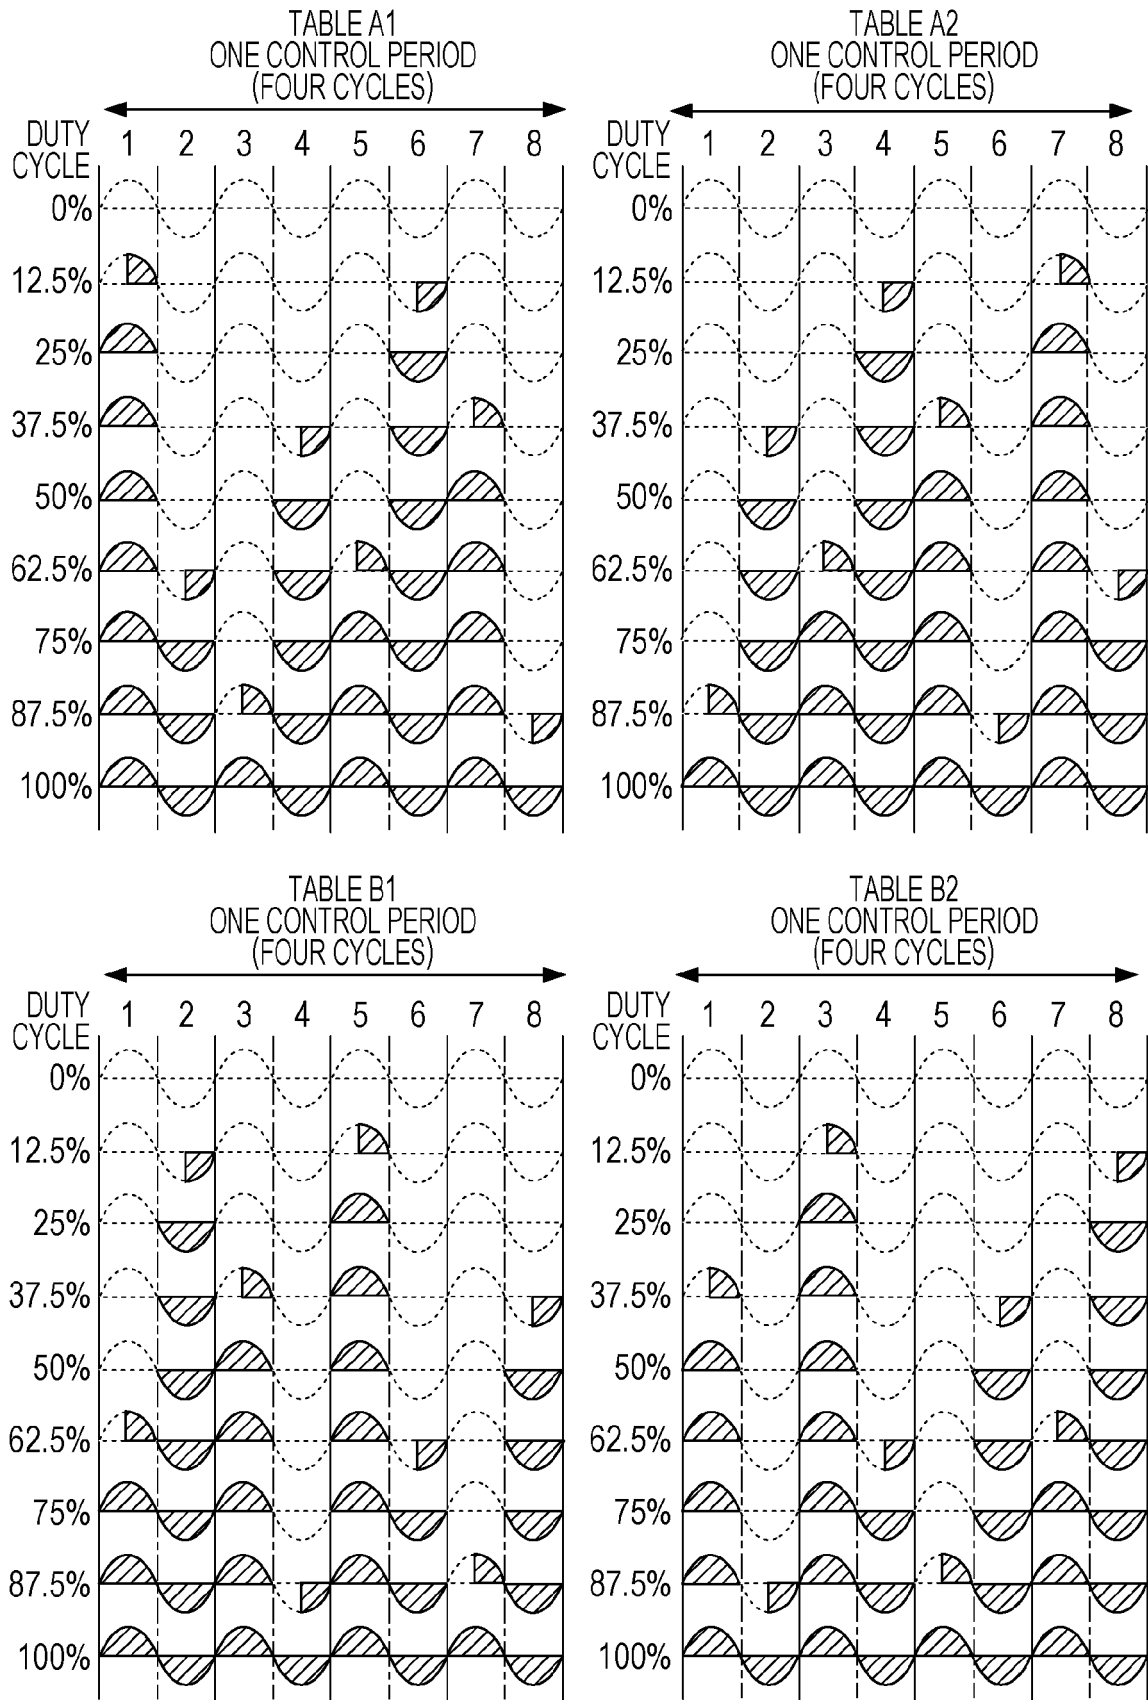 TABLE A1
ONE CONTROL PERIOD
(FOUR CYCLES)
DUTY CYCLE 1 2 3 4 5 6 7 8
0%
12.5%
25%
37.5%
50%
62.5%
75%
87.5%
100%
TABLE A2
ONE CONTROL PERIOD
(FOUR CYCLES)
DUTY CYCLE 1 2 3 4 5 6 7 8
0%
12.5%
25%
37.5%
50%
62.5%
75%
87.5%
100%
TABLE B1
ONE CONTROL PERIOD
(FOUR CYCLES)
DUTY CYCLE 1 2 3 4 5 6 7 8
0%
12.5%
25%
37.5%
50%
62.5%
75%
87.5%
100%
TABLE B2
ONE CONTROL PERIOD
(FOUR CYCLES)
DUTY CYCLE 1 2 3 4 5 6 7 8
0%
12.5%
25%
37.5%
50%
62.5%
75%
87.5%
100%